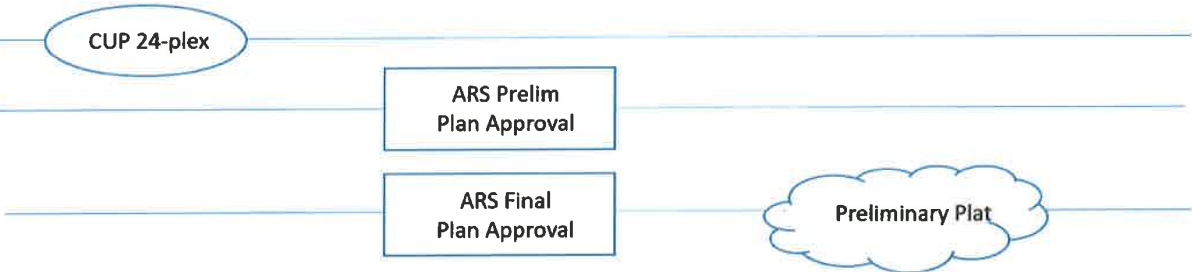 CUP 24-plex
ARS Prelim
Plan Approval
ARS Final
Plan Approval
Preliminary Plat